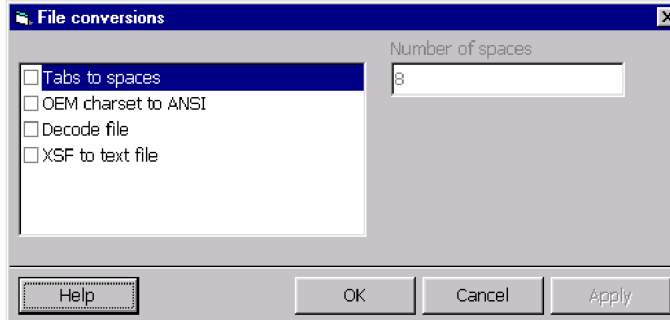 File conversions
Number of spaces
Tabs to spaces
8
OEM charset to ANSI
Decode file
XSF to text file
Help
OK
Cancel
Apply